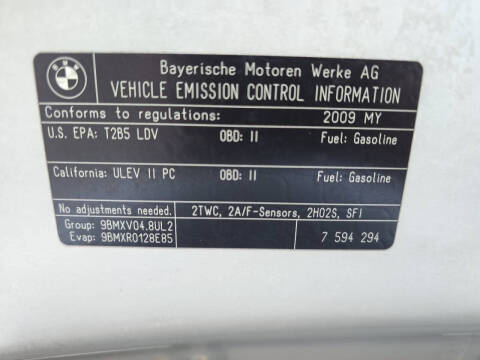 BMW
Bayerische Motoren Werke AG
VEHICLE EMISSION CONTROL INFORMATION
Conforms to regulations: 2009 MY
U.S. EPA: T2B5 LDV OBD: II Fuel: Gasoline
California: ULEV II PC OBD: II Fuel: Gasoline
No adjustments needed. 2TWC, 2A/F-Sensors, 2HO2S, SFI
Group: 9BMXV04.8UL2
Evap: 9BMXR0128E85 7 594 294